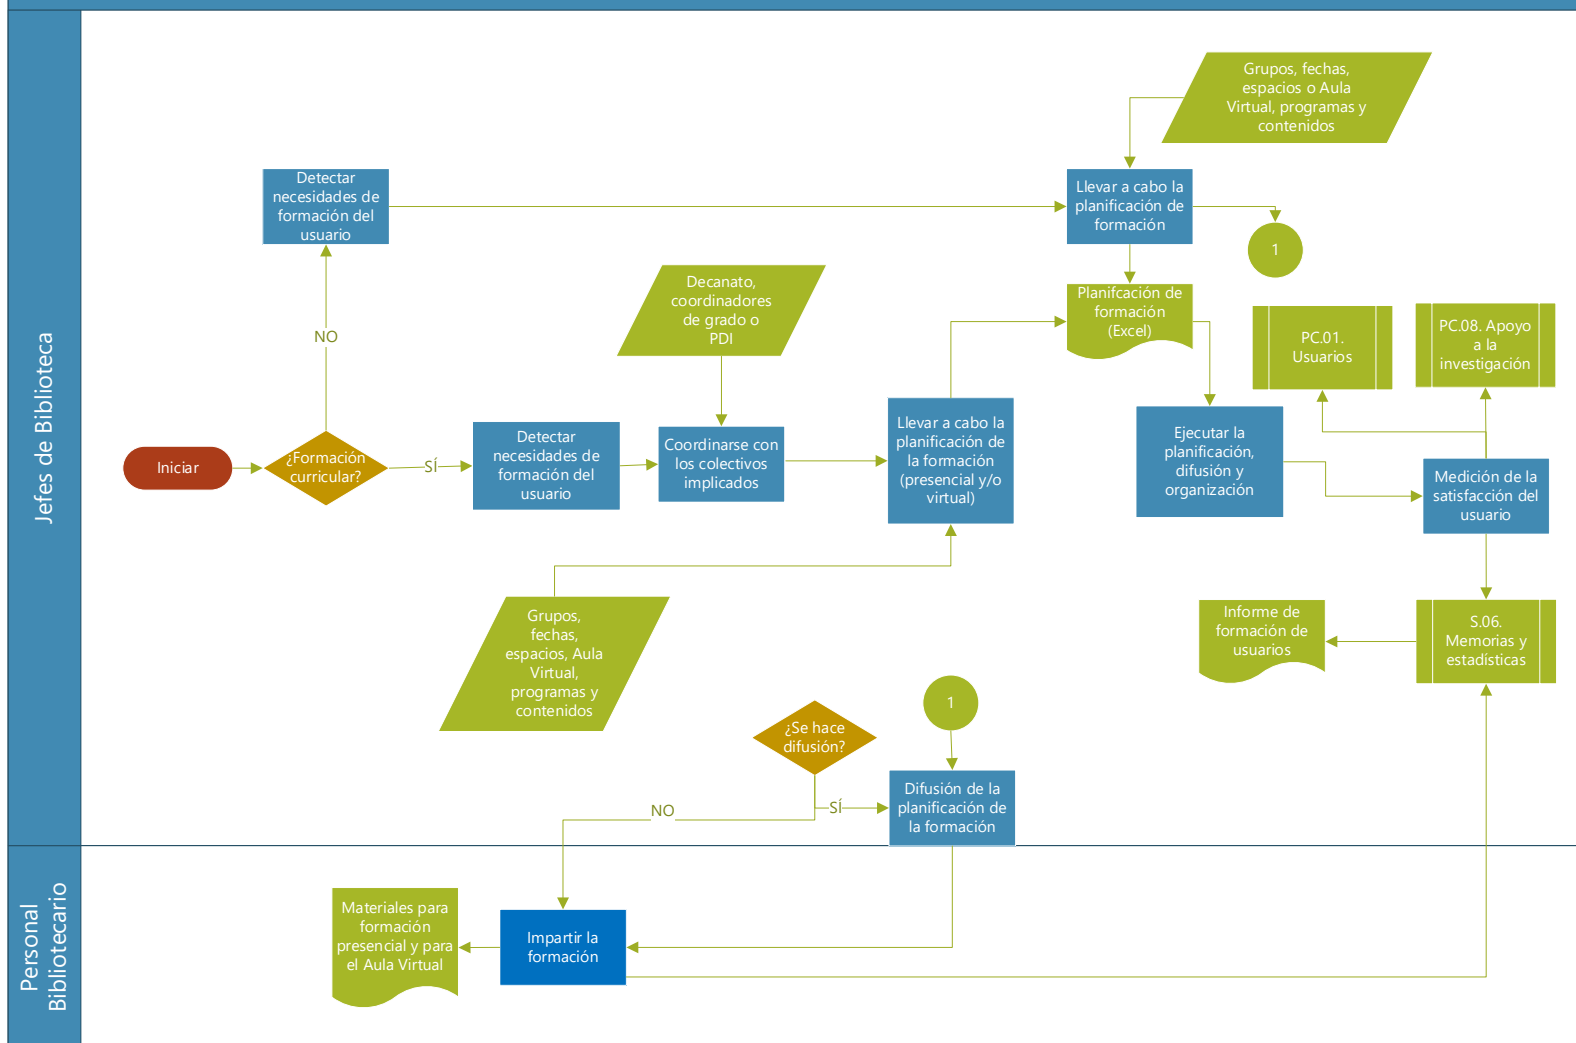 Jefes de Biblioteca
Grupos, fechas,
espacios o Aula
Virtual, programas y
contenidos
Detectar
necesidades de
formación del
usuario
Llevar a cabo la
planificación de
formación
1
NO
Decanato,
coordinadores
de grado o
PDI
Planifcación de
formación
(Excel)
PC.01.
Usuarios
PC.08. Apoyo
a la
investigación
Iniciar
¿Formación
curricular?
SÍ
Detectar
necesidades de
formación del
usuario
Coordinarse con
los colectivos
implicados
Llevar a cabo la
planificación de
la formación
(presencial y/o
virtual)
Ejecutar la
planificación,
difusión y
organización
Medición de la
satisfacción del
usuario
Grupos,
fechas,
espacios, Aula
Virtual,
programas y
contenidos
Informe de
formación de
usuarios
S.06.
Memorias y
estadísticas
1
¿Se hace
difusión?
NO
SÍ
Difusión de la
planificación de
la formación
Personal
Bibliotecario
Materiales para
formación
presencial y para
el Aula Virtual
Impartir la
formación